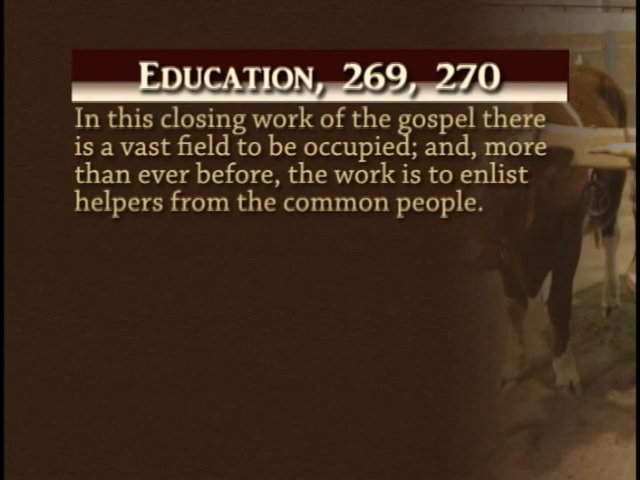 Education, 269, 270
In this closing work of the gospel there
is a vast field to be occupied; and, more
than ever before, the work is to enlist
helpers from the common people.